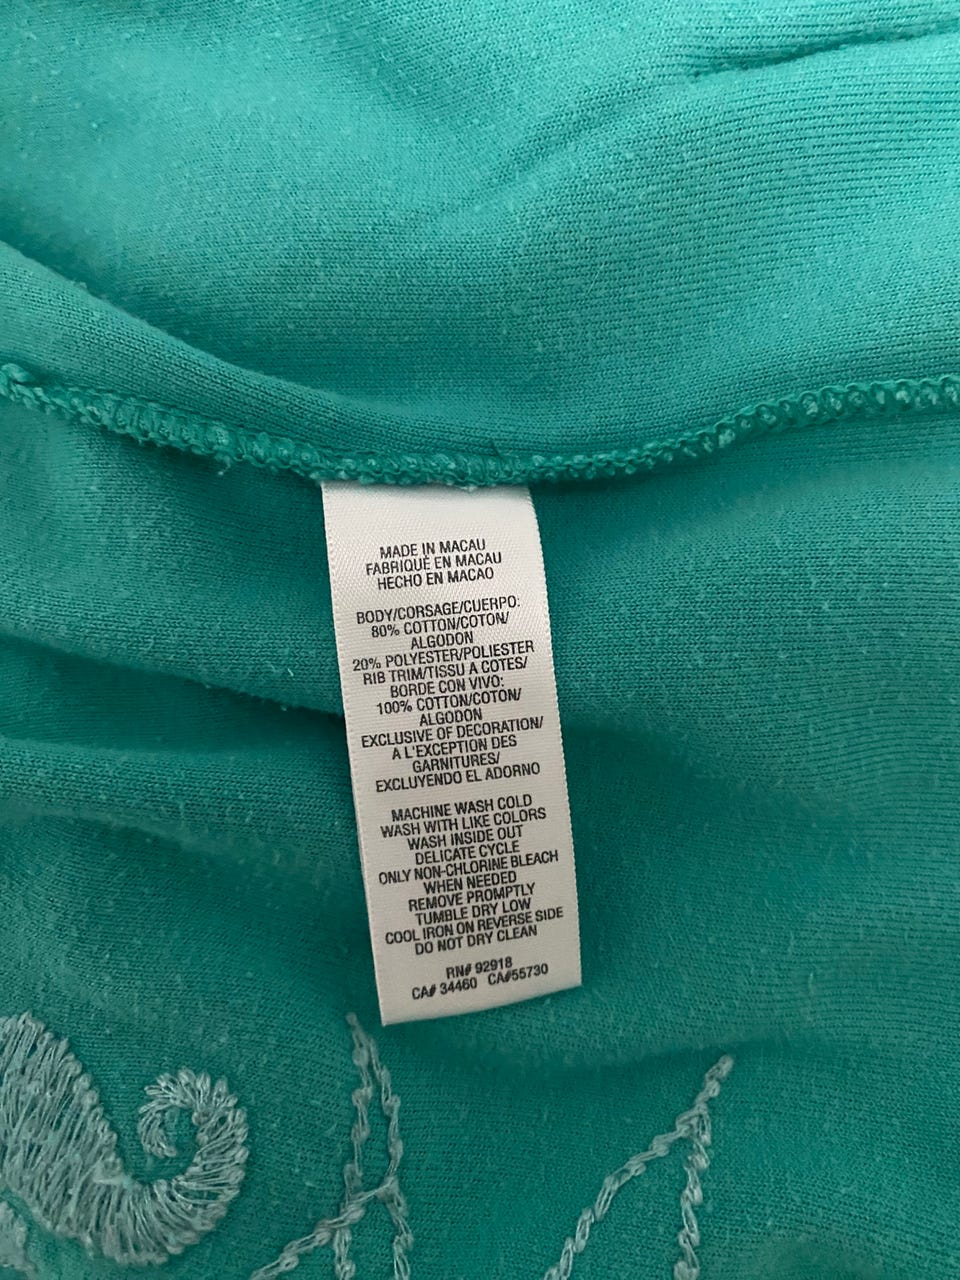 MADE IN MACAU
FABRIQUÉ EN MACAU
HECHO EN MACAO
BODY/CORSAGE/CUERPO:
80% COTTON/COTON/
ALGODON
20% POLYESTER/POLIESTER
RIB TRIM/TISSU A COTES/
BORDE CON VIVO:
100% COTTON/COTON/
ALGODON
EXCLUSIVE OF DECORATION/
A L'EXCEPTION DES
GARNITURES/
EXCLUYENDO EL ADORNO
MACHINE WASH COLD
WASH WITH LIKE COLORS
WASH INSIDE OUT
DELICATE CYCLE
ONLY NON-CHLORINE BLEACH
WHEN NEEDED
REMOVE PROMPTLY
TUMBLE DRY LOW
COOL IRON ON REVERSE SIDE
DO NOT DRY CLEAN
RN# 92918
CA# 34460 CA#55730